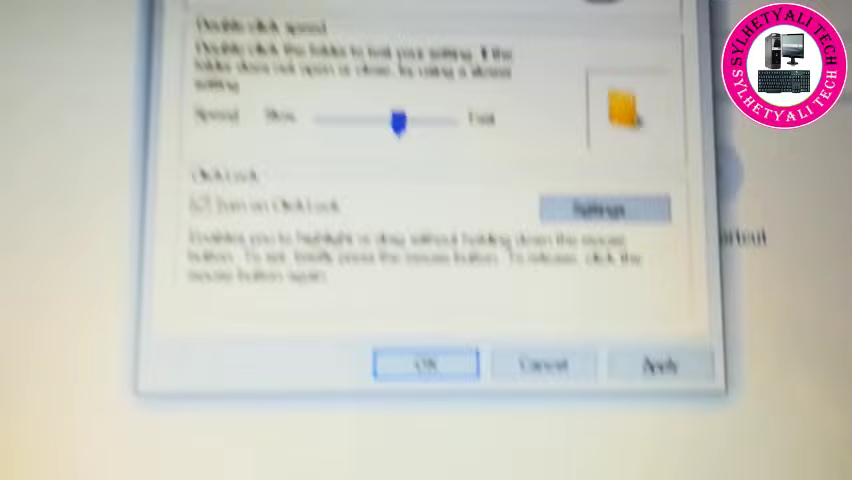 Double-click speed
Double-click the folder to test your setting. If the
folder does not open or close, try using a slower
setting.
Speed: Slow Fast
ClickLock
Turn on ClickLock
Settings...
Enables you to highlight or drag without holding down the mouse
button. To set, briefly press the mouse button. To release, click the
mouse button again.
OK Cancel Apply
SYLHETYALI TECH
SYLHETYALI TECH